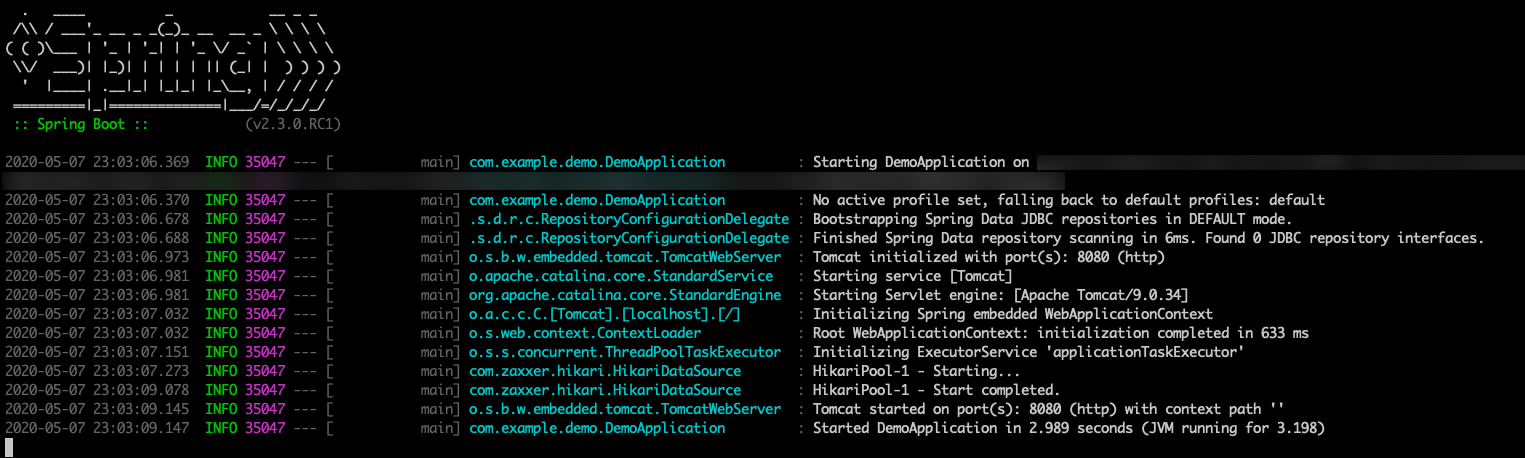 .   ____          _            __ _ _
 /\\ / ___'_ __ _ _(_)_ __  __ _ \ \ \ \
( ( )\___ | '_ | '_| | '_ \/ _` | \ \ \ \
 \\/  ___)| |_)| | | | | || (_| |  ) ) ) )
  '  |____| .__|_| |_|_| |_\__, | / / / /
 =========|_|==============|___/=/_/_/_/
 :: Spring Boot ::            (v2.3.0.RC1)
2020-05-07 23:03:06.369  INFO 35047 --- [           main] com.example.demo.DemoApplication         : Starting DemoApplication on
2020-05-07 23:03:06.370  INFO 35047 --- [           main] com.example.demo.DemoApplication         : No active profile set, falling back to default profiles: default
2020-05-07 23:03:06.678  INFO 35047 --- [           main] .s.d.r.c.RepositoryConfigurationDelegate : Bootstrapping Spring Data JDBC repositories in DEFAULT mode.
2020-05-07 23:03:06.688  INFO 35047 --- [           main] .s.d.r.c.RepositoryConfigurationDelegate : Finished Spring Data repository scanning in 6ms. Found 0 JDBC repository interfaces.
2020-05-07 23:03:06.973  INFO 35047 --- [           main] o.s.b.w.embedded.tomcat.TomcatWebServer  : Tomcat initialized with port(s): 8080 (http)
2020-05-07 23:03:06.981  INFO 35047 --- [           main] o.apache.catalina.core.StandardService   : Starting service [Tomcat]
2020-05-07 23:03:06.981  INFO 35047 --- [           main] org.apache.catalina.core.StandardEngine  : Starting Servlet engine: [Apache Tomcat/9.0.34]
2020-05-07 23:03:07.032  INFO 35047 --- [           main] o.a.c.c.C.[Tomcat].[localhost].[/]       : Initializing Spring embedded WebApplicationContext
2020-05-07 23:03:07.032  INFO 35047 --- [           main] o.s.web.context.ContextLoader            : Root WebApplicationContext: initialization completed in 633 ms
2020-05-07 23:03:07.151  INFO 35047 --- [           main] o.s.s.concurrent.ThreadPoolTaskExecutor  : Initializing ExecutorService 'applicationTaskExecutor'
2020-05-07 23:03:07.273  INFO 35047 --- [           main] com.zaxxer.hikari.HikariDataSource       : HikariPool-1 - Starting...
2020-05-07 23:03:09.078  INFO 35047 --- [           main] com.zaxxer.hikari.HikariDataSource       : HikariPool-1 - Start completed.
2020-05-07 23:03:09.145  INFO 35047 --- [           main] o.s.b.w.embedded.tomcat.TomcatWebServer  : Tomcat started on port(s): 8080 (http) with context path ''
2020-05-07 23:03:09.147  INFO 35047 --- [           main] com.example.demo.DemoApplication         : Started DemoApplication in 2.989 seconds (JVM running for 3.198)